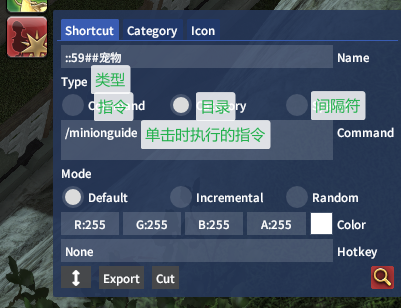 Shortcut Category Icon
::59##宠物 Name
Type 类型
指令 目录 间隔符
/minionguide 单击时执行的指令 Command
Mode
Default Incremental Random
R:255 G:255 B:255 A:255 Color
None Hotkey
Export Cut